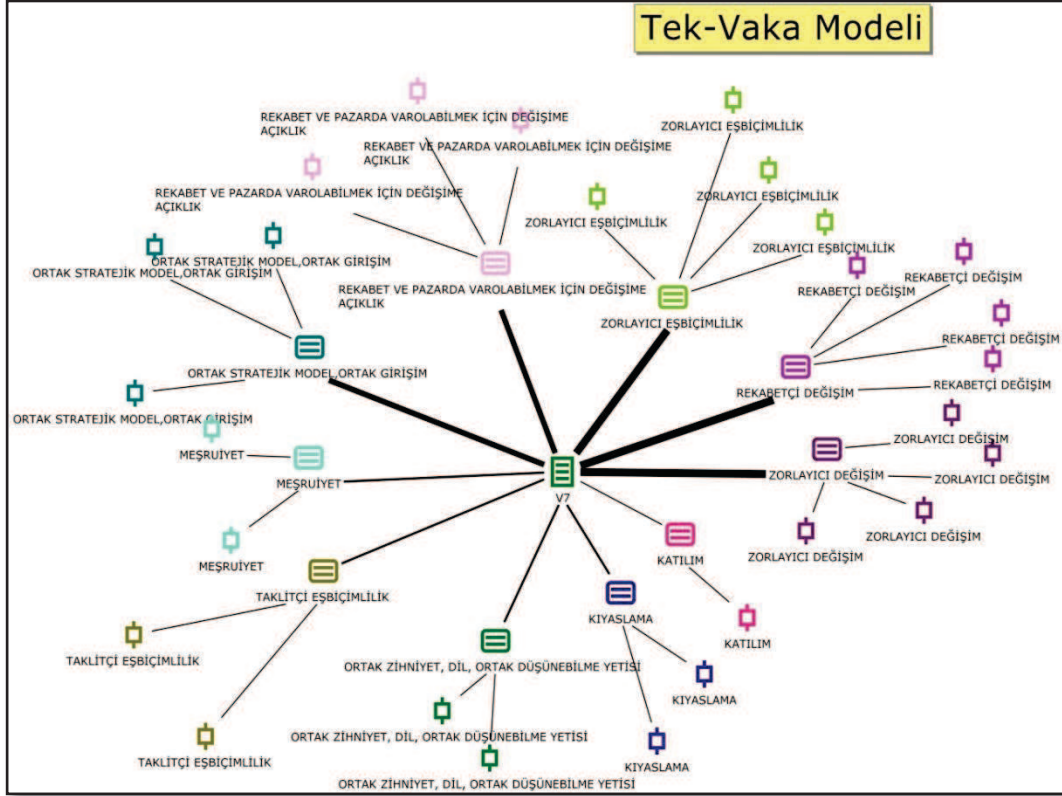 Tek-Vaka Modeli
REKABET VE PAZARDA VAROLABİLMEK İÇİN DEĞİŞİME
AÇIKLIK
REKABET VE PAZARDA VAROLABİLMEK İÇİN DEĞİŞİME
AÇIKLIK
REKABET VE PAZARDA VAROLABİLMEK İÇİN DEĞİŞİME
AÇIKLIK
REKABET VE PAZARDA VAROLABİLMEK İÇİN DEĞİŞİME
AÇIKLIK
ZORLAYICI EŞBİÇİMLİLİK
ZORLAYICI EŞBİÇİMLİLİK
ZORLAYICI EŞBİÇİMLİLİK
ZORLAYICI EŞBİÇİMLİLİK
ZORLAYICI EŞBİÇİMLİLİK
ORTAK STRATEJİK MODEL,ORTAK GİRİŞİM
ORTAK STRATEJİK MODEL,ORTAK GİRİŞİM
ORTAK STRATEJİK MODEL,ORTAK GİRİŞİM
ORTAK STRATEJİK MODEL,ORTAK GİRİŞİM
REKABETÇİ DEĞİŞİM
REKABETÇİ DEĞİŞİM
REKABETÇİ DEĞİŞİM
REKABETÇİ DEĞİŞİM
REKABETÇİ DEĞİŞİM
MEŞRUİYET
MEŞRUİYET
MEŞRUİYET
V7
ZORLAYICI DEĞİŞİM
ZORLAYICI DEĞİŞİM
ZORLAYICI DEĞİŞİM
ZORLAYICI DEĞİŞİM
ZORLAYICI DEĞİŞİM
TAKLİTÇİ EŞBİÇİMLİLİK
TAKLİTÇİ EŞBİÇİMLİLİK
TAKLİTÇİ EŞBİÇİMLİLİK
KATILIM
KATILIM
KIYASLAMA
KIYASLAMA
KIYASLAMA
ORTAK ZİHNİYET, DİL, ORTAK DÜŞÜNEBİLME YETİSİ
ORTAK ZİHNİYET, DİL, ORTAK DÜŞÜNEBİLME YETİSİ
ORTAK ZİHNİYET, DİL, ORTAK DÜŞÜNEBİLME YETİSİ